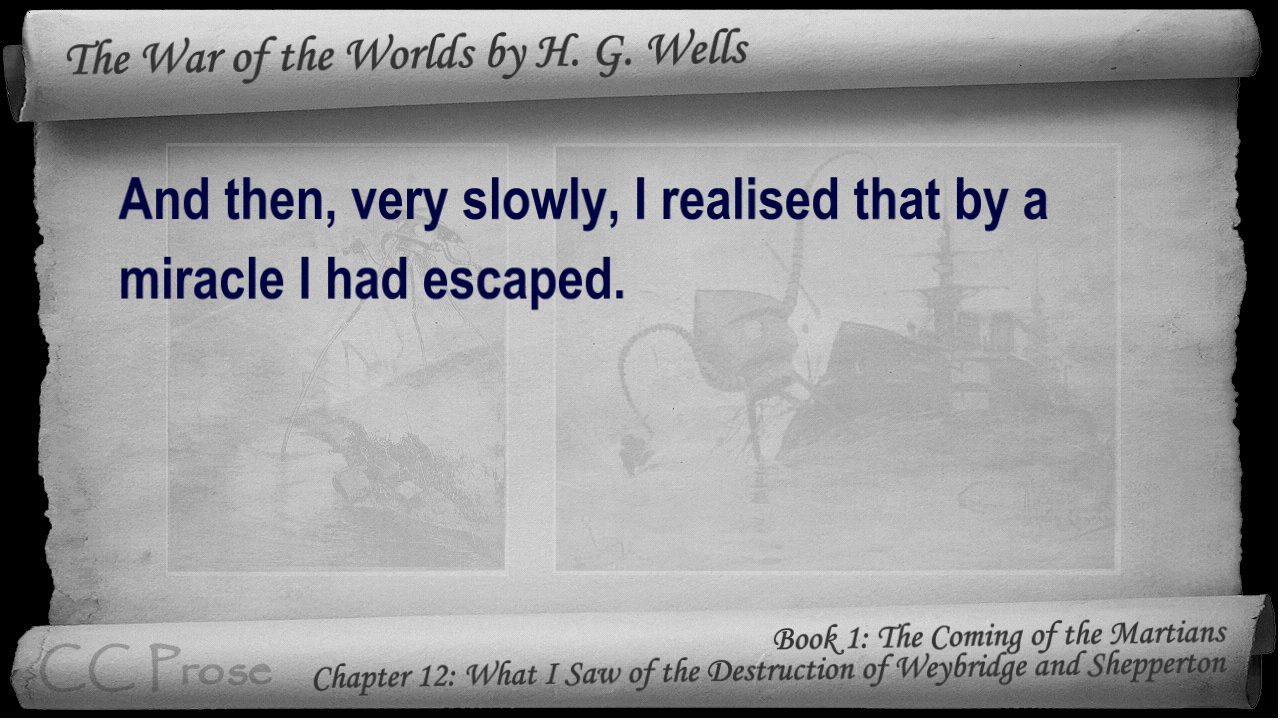 The War of the Worlds by H. G. Wells
And then, very slowly, I realised that by a
miracle I had escaped.
Book 1: The Coming of the Martians
Chapter 12: What I Saw of the Destruction of Weybridge and Shepperton
CC Prose